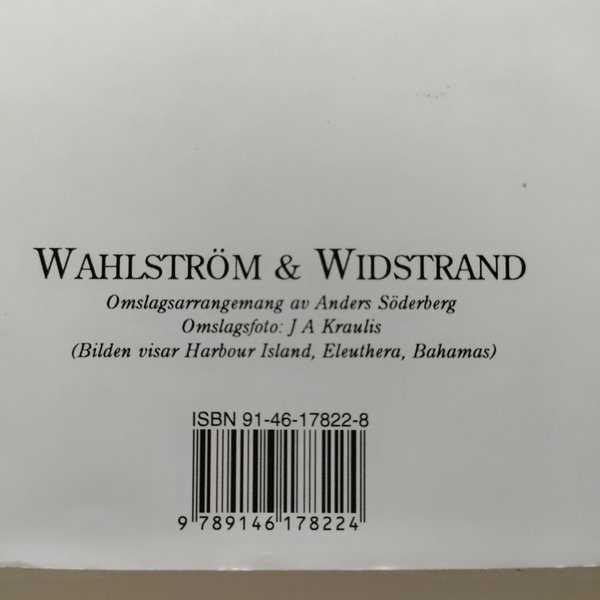 WAHLSTRÖM & WIDSTRAND
Omslagsarrangemang av Anders Söderberg
Omslagsfoto: J A Kraulis
(Bilden visar Harbour Island, Eleuthera, Bahamas)
ISBN 91-46-17822-8
9 789146 178224